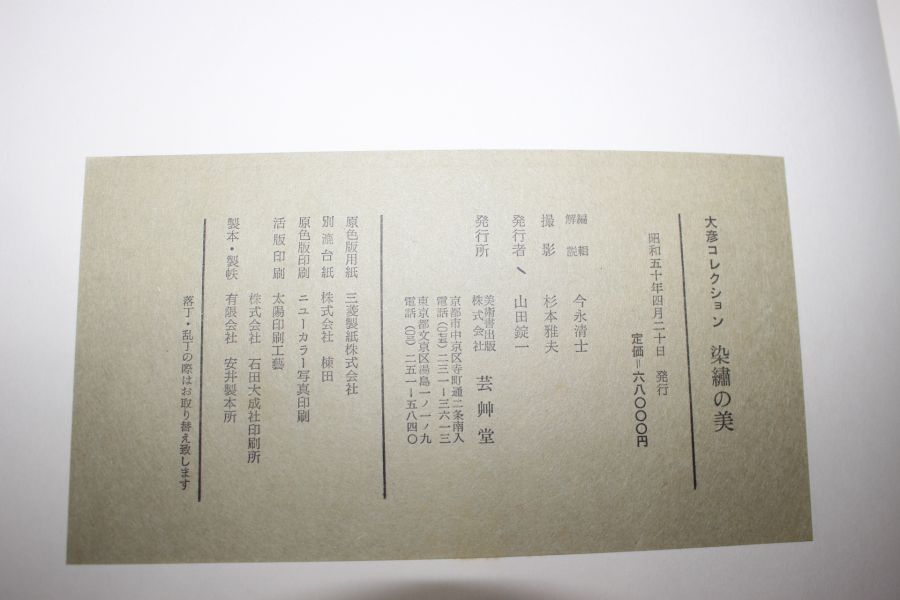 大彦コレクション 染繡の美
昭和五十年四月二十日 発行
定価=六八〇〇〇円
編輯
解説 今永清士
撮影 杉本雅夫
発行者 山田錠一
発行所 美術書出版
株式会社 芸艸堂
京都市中京区寺町通二条南入
電話(〇七五)二三一ー三六一三
東京都文京区湯島一ノ一ノ九
電話(〇三)二五一ー五八四〇
原色版用紙 三菱製紙株式会社
別漉台紙 株式会社 棟田
原色版印刷 ニューカラー写真印刷
活版印刷 太陽印刷工藝
株式会社 石田大成社印刷所
製本・製帙 有限会社 安井製本所
落丁・乱丁の際はお取り替え致します